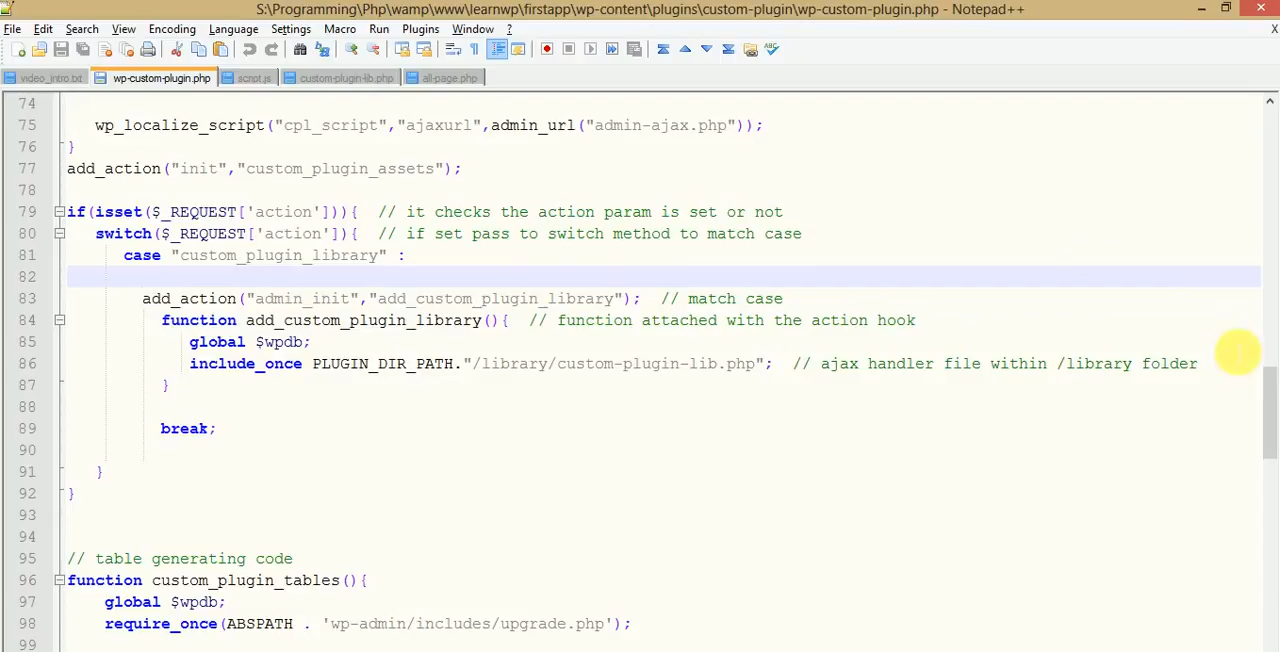 S:\Programming\Php\wamp\www\learnwp\firstapp\wp-content\plugins\custom-plugin\wp-custom-plugin.php - Notepad++
File Edit Search View Encoding Language Settings Macro Run Plugins Window ? X
video_intro.txt wp-custom-plugin.php script.js custom-plugin-lib.php all-page.php
74
75 wp_localize_script("cpl_script","ajaxurl",admin_url("admin-ajax.php"));
76 }
77 add_action("init","custom_plugin_assets");
78
79 if(isset($_REQUEST['action'])){ // it checks the action param is set or not
80 switch($_REQUEST['action']){ // if set pass to switch method to match case
81 case "custom_plugin_library" :
82
83 add_action("admin_init","add_custom_plugin_library"); // match case
84 function add_custom_plugin_library(){ // function attached with the action hook
85 global $wpdb;
86 include_once PLUGIN_DIR_PATH."/library/custom-plugin-lib.php"; // ajax handler file within /library folder
87 }
88
89 break;
90
91 }
92 }
93
94
95 // table generating code
96 function custom_plugin_tables(){
97 global $wpdb;
98 require_once(ABSPATH . 'wp-admin/includes/upgrade.php');
99